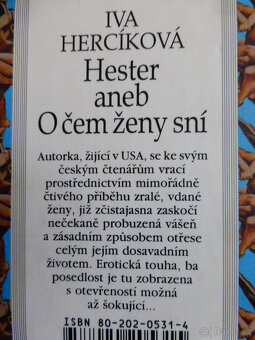 IVA
HERCÍKOVÁ
Hester
aneb
O čem ženy sní
Autorka, žijící v USA, se ke svým
českým čtenářům vrací
prostřednictvím mimořádně
čtivého příběhu zralé, vdané
ženy, již zčistajasna zaskočí
nečekaně probuzená vášeň
a zásadním způsobem otřese
celým jejím dosavadním
životem. Erotická touha, ba
posedlost je tu zobrazena
s otevřeností možná
až šokující...
ISBN 80-202-0531-4